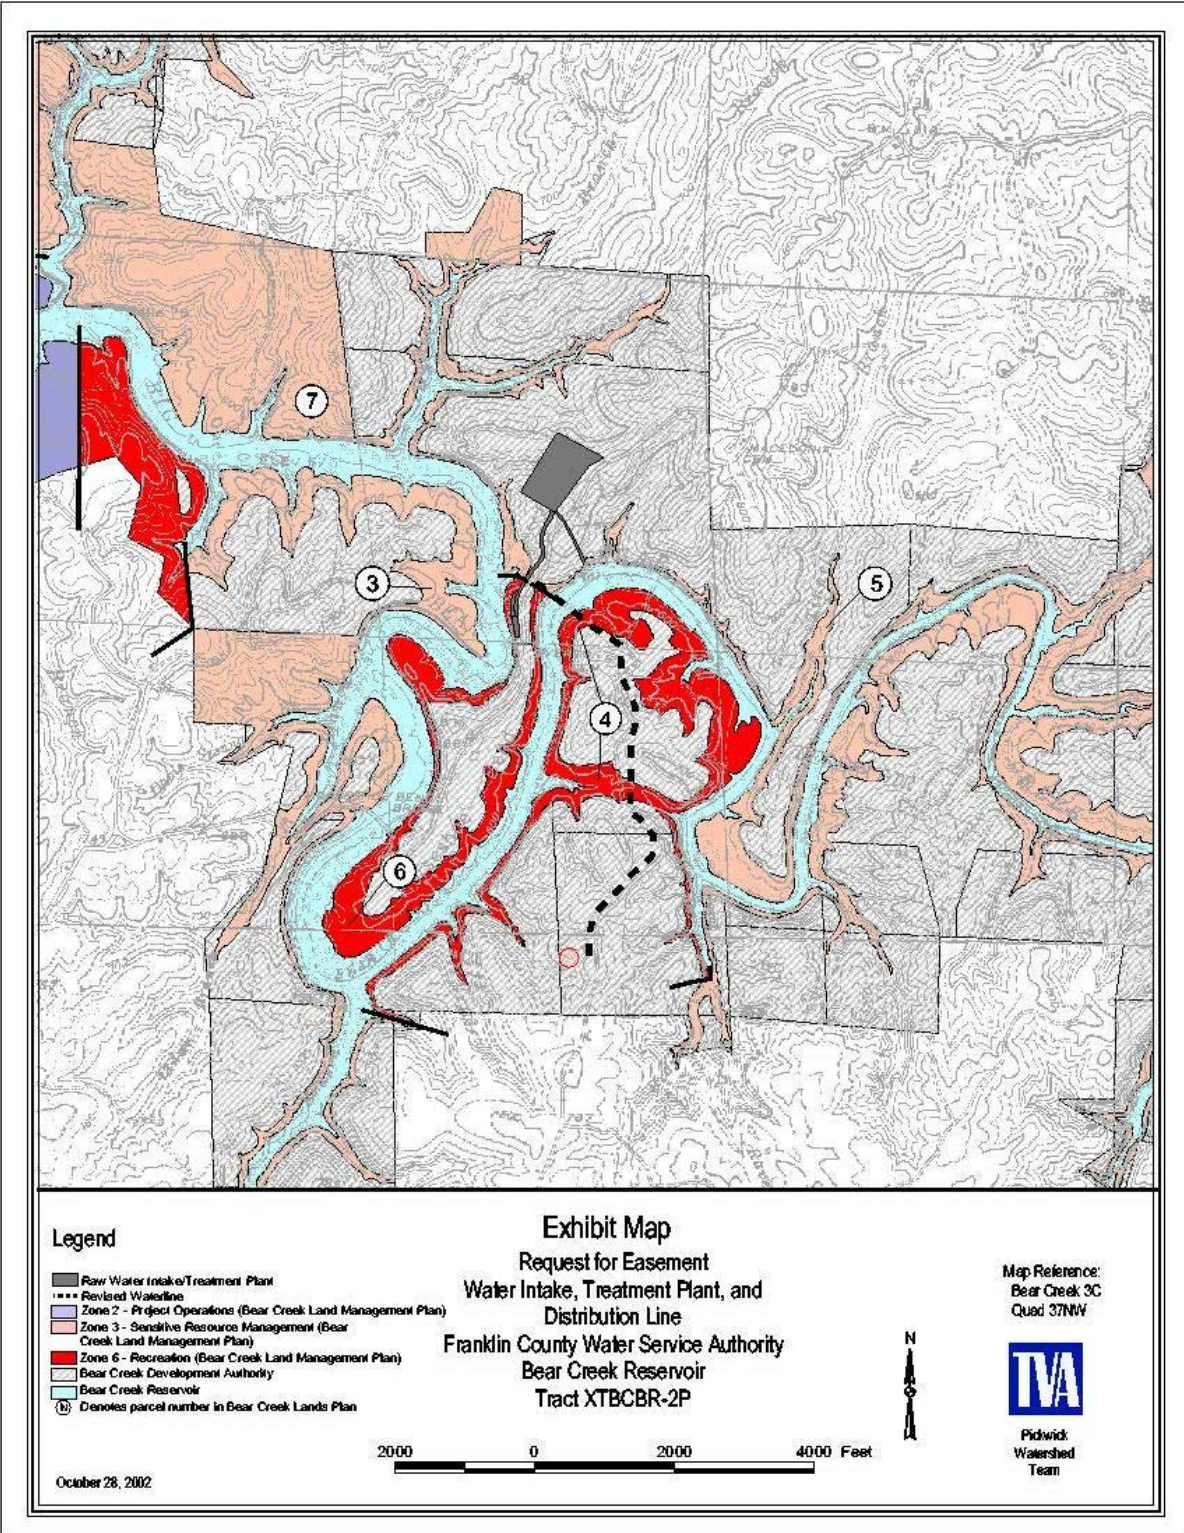 7
3
5
4
6
Legend
Raw Water Intake/Treatment Plant
Revised Waterline
Zone 2 - Project Operations (Bear Creek Land Management Plan)
Zone 3 - Sensitive Resource Management (Bear
Creek Land Management Plan)
Zone 6 - Recreation (Bear Creek Land Management Plan)
Bear Creek Development Authority
Bear Creek Reservoir
N Denotes parcel number in Bear Creek Lands Plan
October 28, 2002
Exhibit Map
Request for Easement
Water Intake, Treatment Plant, and
Distribution Line
Franklin County Water Service Authority
Bear Creek Reservoir
Tract XTBCBR-2P
2000 0 2000 4000 Feet
N
Map Reference:
Bear Creek 3C
Quad 37NW
TVA
Pickwick
Watershed
Team